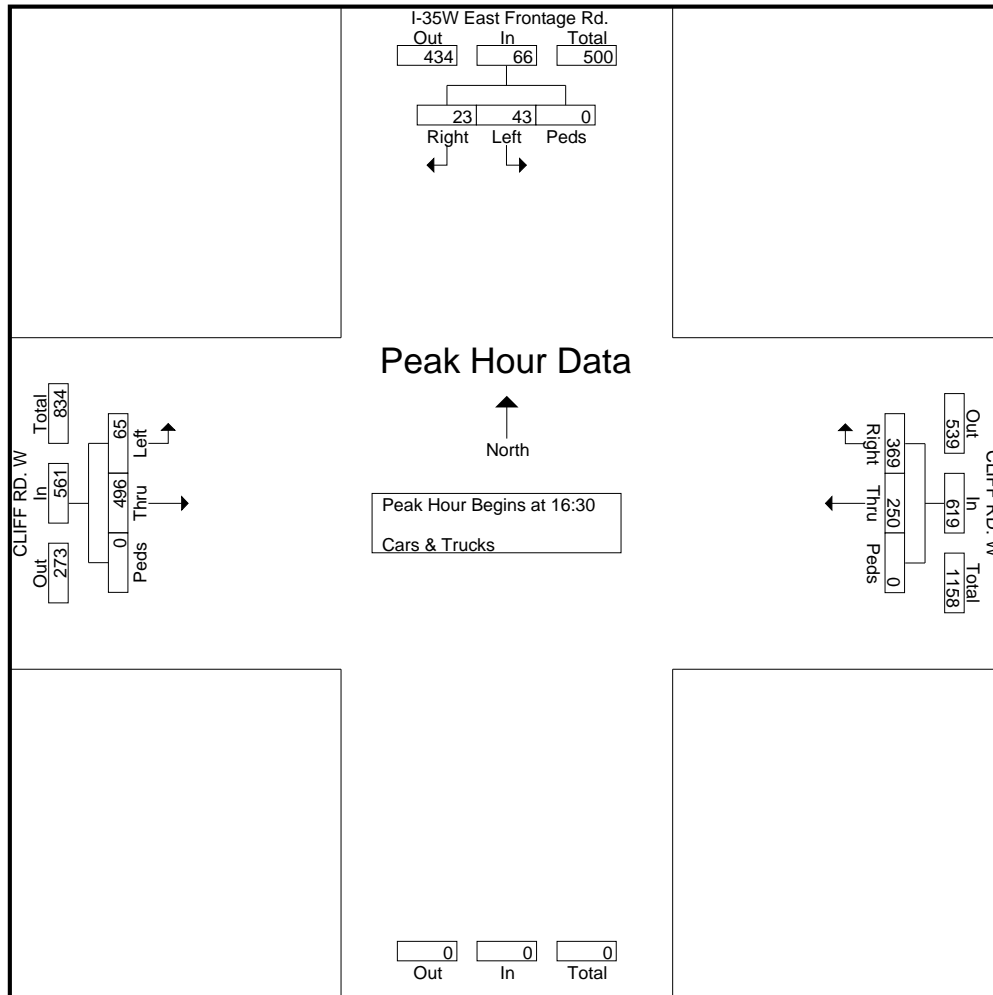 I-35W East Frontage Rd.
Out In Total
434 66 500
23 43 0
Right Left Peds
Peak Hour Data
North
Peak Hour Begins at 16:30
Cars & Trucks
CLIFF RD. W
Out In Total
273 561 834
65 496 0
Left Thru Peds
CLIFF RD. W
Out In Total
539 619 1158
369 250 0
Right Thru Peds
0 0 0
Out In Total